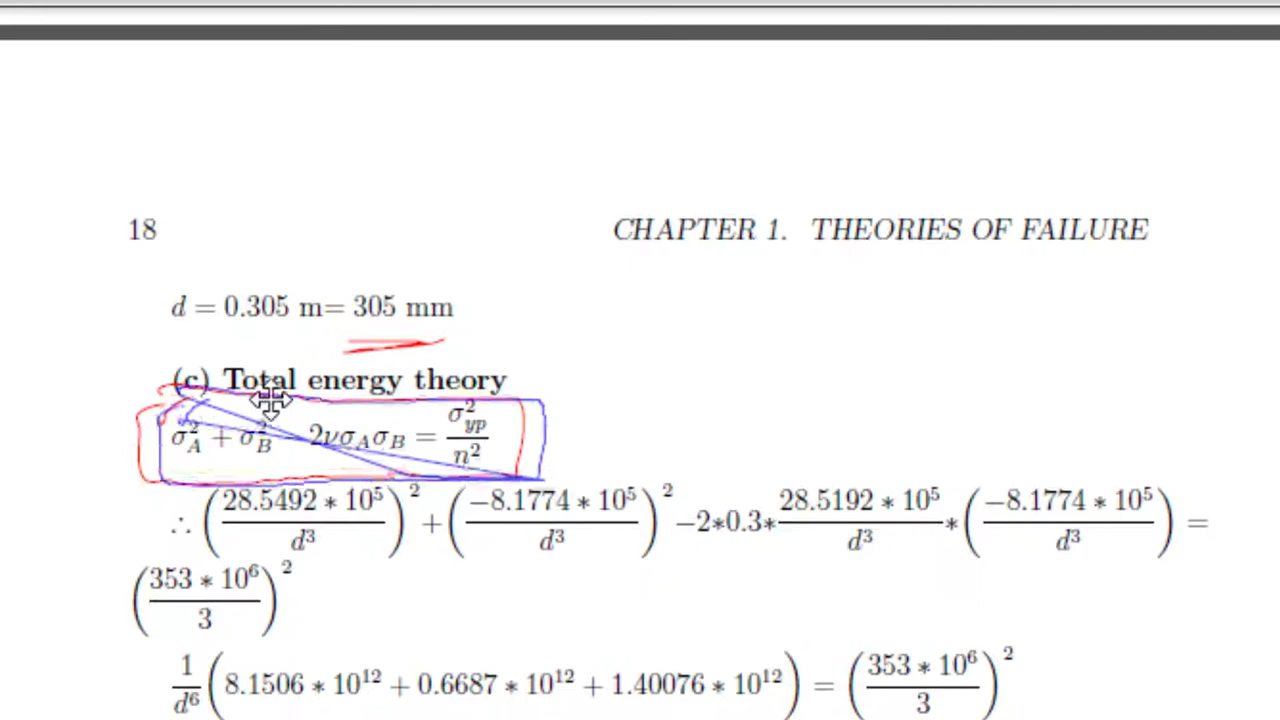 18 CHAPTER 1. THEORIES OF FAILURE
d = 0.305 m= 305 mm
(c) Total energy theory
σ_A^2 + σ_B^2 2νσ_Aσ_B = σ_yp^2/n^2
∴ (28.5492 * 10^5/d^3)^2 + (−8.1774 * 10^5/d^3)^2 −2*0.3* 28.5192 * 10^5/d^3 * (−8.1774 * 10^5/d^3) =
(353 * 10^6/3)^2
1/d^6 (8.1506 * 10^12 + 0.6687 * 10^12 + 1.40076 * 10^12) = (353 * 10^6/3)^2